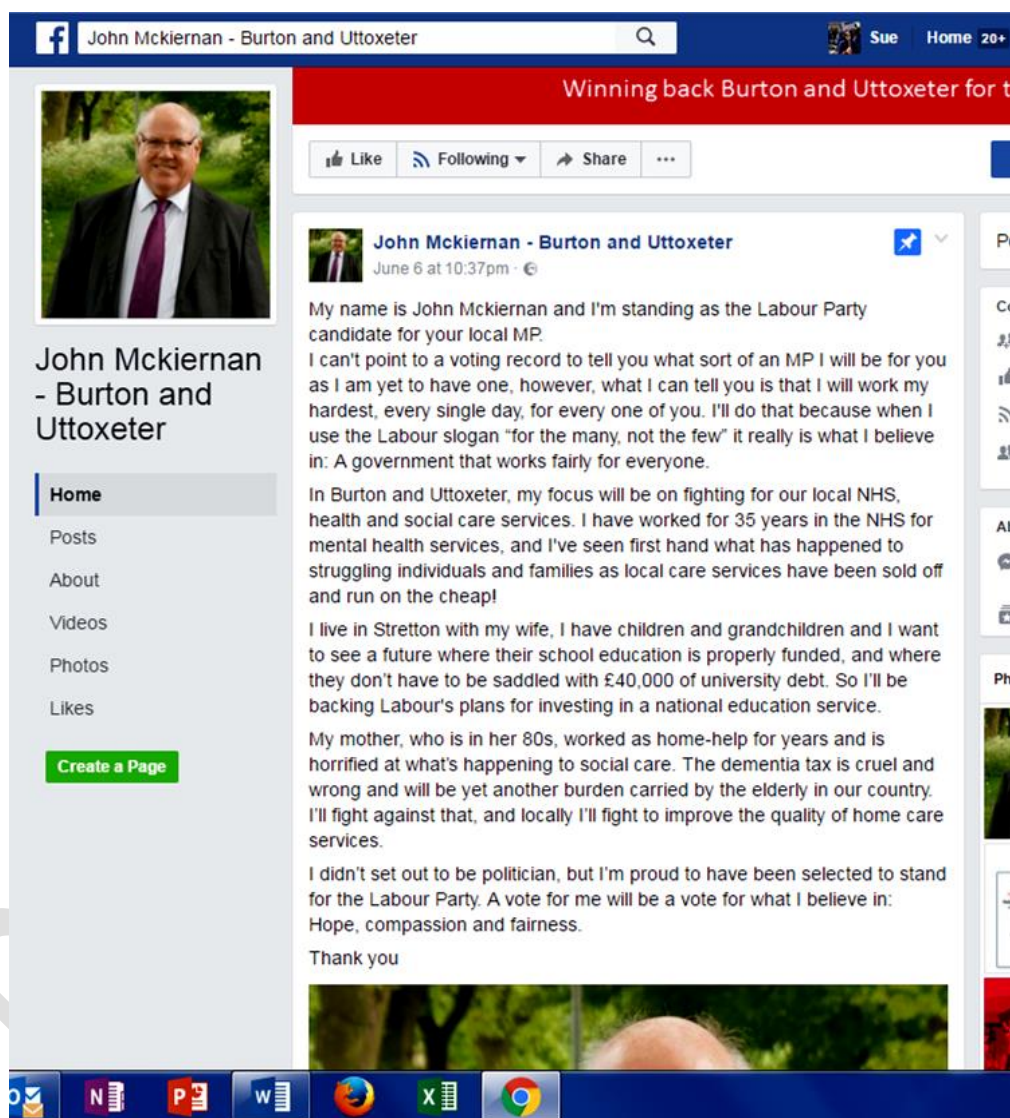 John Mckiernan - Burton and Uttoxeter
Sue
Home 20+
Winning back Burton and Uttoxeter for t
Like
Following
Share
John Mckiernan
- Burton and
Uttoxeter
Home
Posts
About
Videos
Photos
Likes
Create a Page
John Mckiernan - Burton and Uttoxeter
June 6 at 10:37pm ·
My name is John Mckiernan and I'm standing as the Labour Party
candidate for your local MP.
I can't point to a voting record to tell you what sort of an MP I will be for you
as I am yet to have one, however, what I can tell you is that I will work my
hardest, every single day, for every one of you. I'll do that because when I
use the Labour slogan “for the many, not the few” it really is what I believe
in: A government that works fairly for everyone.
In Burton and Uttoxeter, my focus will be on fighting for our local NHS,
health and social care services. I have worked for 35 years in the NHS for
mental health services, and I've seen first hand what has happened to
struggling individuals and families as local care services have been sold off
and run on the cheap!
I live in Stretton with my wife, I have children and grandchildren and I want
to see a future where their school education is properly funded, and where
they don’t have to be saddled with £40,000 of university debt. So I’ll be
backing Labour's plans for investing in a national education service.
My mother, who is in her 80s, worked as home-help for years and is
horrified at what’s happening to social care. The dementia tax is cruel and
wrong and will be yet another burden carried by the elderly in our country.
I’ll fight against that, and locally I’ll fight to improve the quality of home care
services.
I didn’t set out to be politician, but I’m proud to have been selected to stand
for the Labour Party. A vote for me will be a vote for what I believe in:
Hope, compassion and fairness.
Thank you